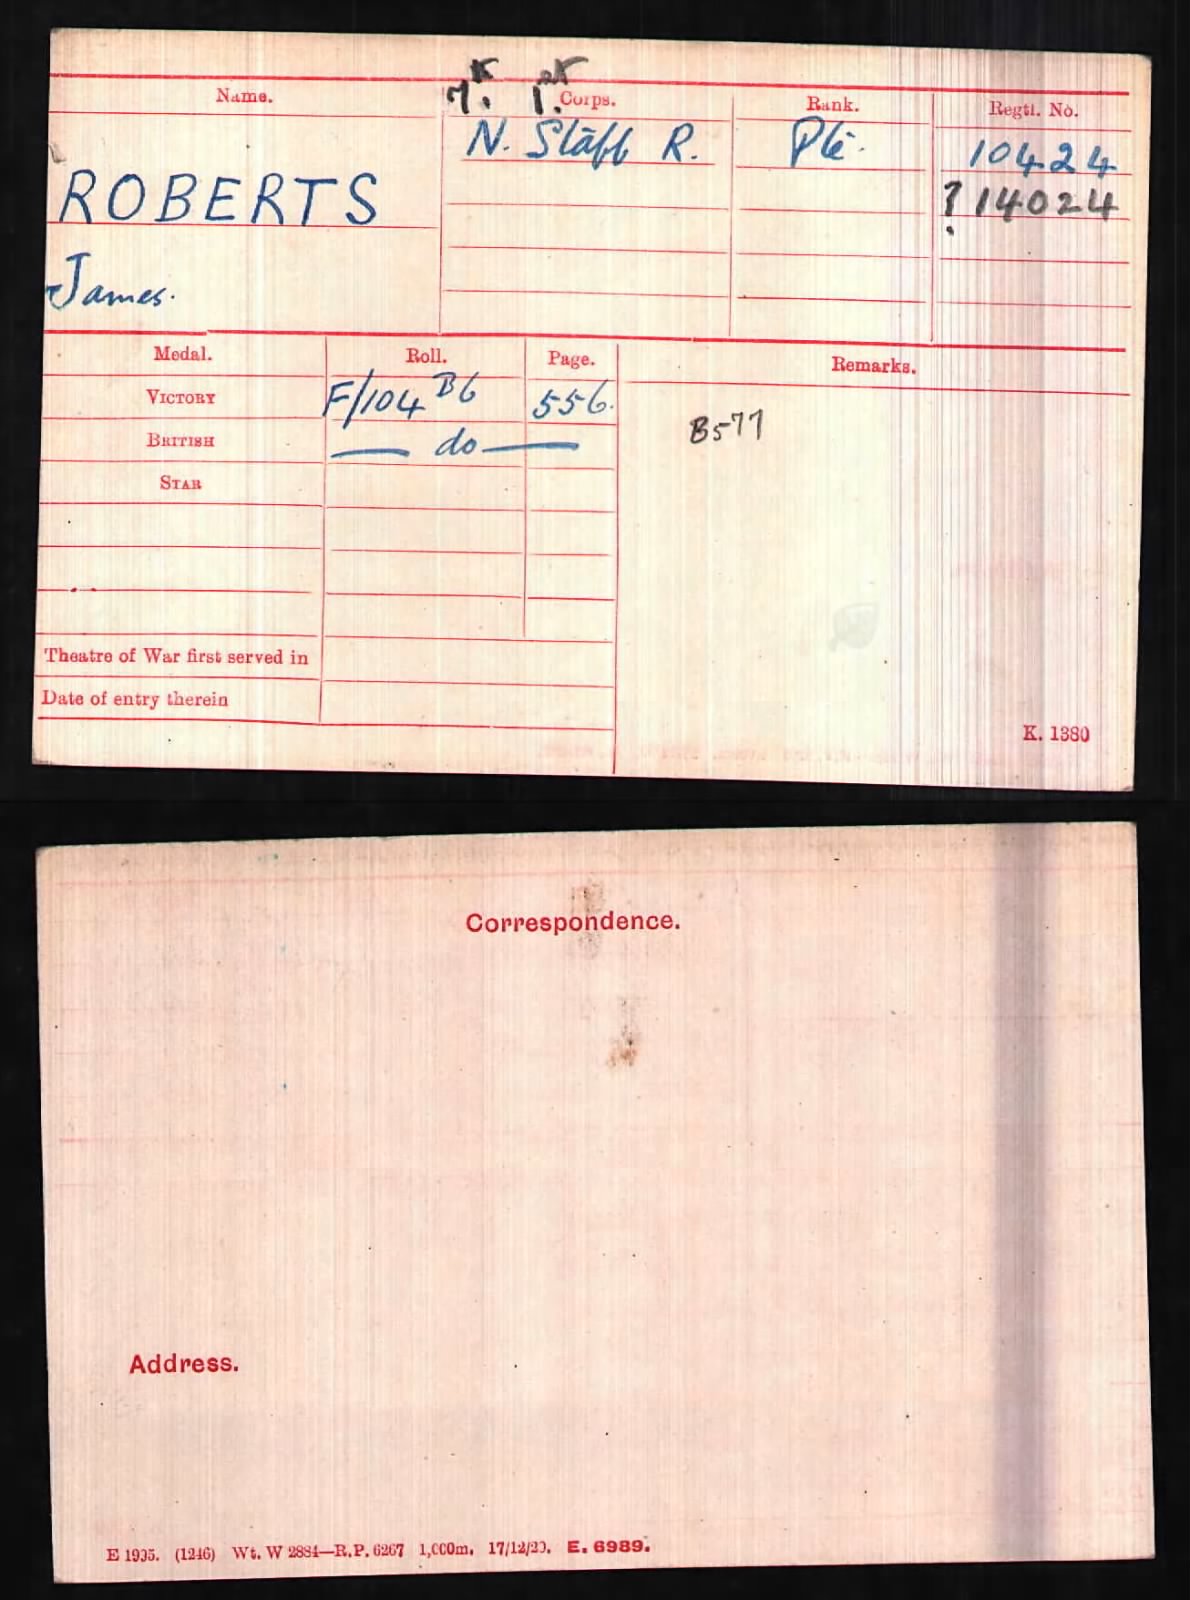 7th. 1st.
Name. Corps. Rank. Regtl. No.
N. Staff R. Pte. 10424
ROBERTS ? 14024
James.
Medal. Roll. Page. Remarks.
VICTORY F/104 B6 556.
BRITISH — do — B577
STAR
Theatre of War first served in
Date of entry therein
K. 1380
Correspondence.
Address.
E 1935. (1246) Wt. W 2884—R.P. 6267 1,000m. 17/12/20. E. 6989.